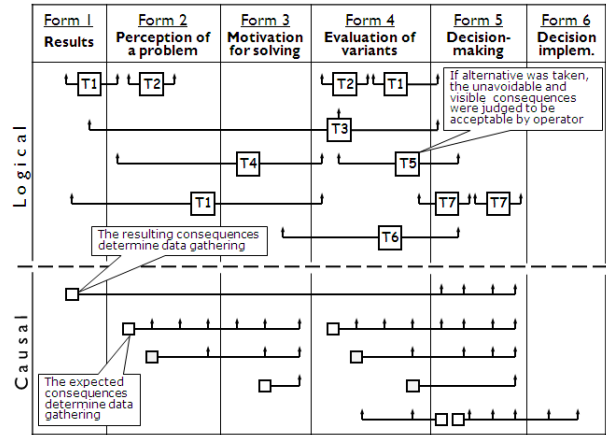 Form 1 Form 2 Form 3 Form 4 Form 5 Form 6
Results Perception of Motivation Evaluation of Decision- Decision
a problem for solving variants making implem.
T1 T2 T2 T1
If alternative was taken,
the unavoidable and
visible consequences
were judged to be
acceptable by operator
T3
T4 T5
T1 T7 T7
T6
Logical
The resulting consequences
determine data gathering
Causal
The expected
consequences
determine data
gathering